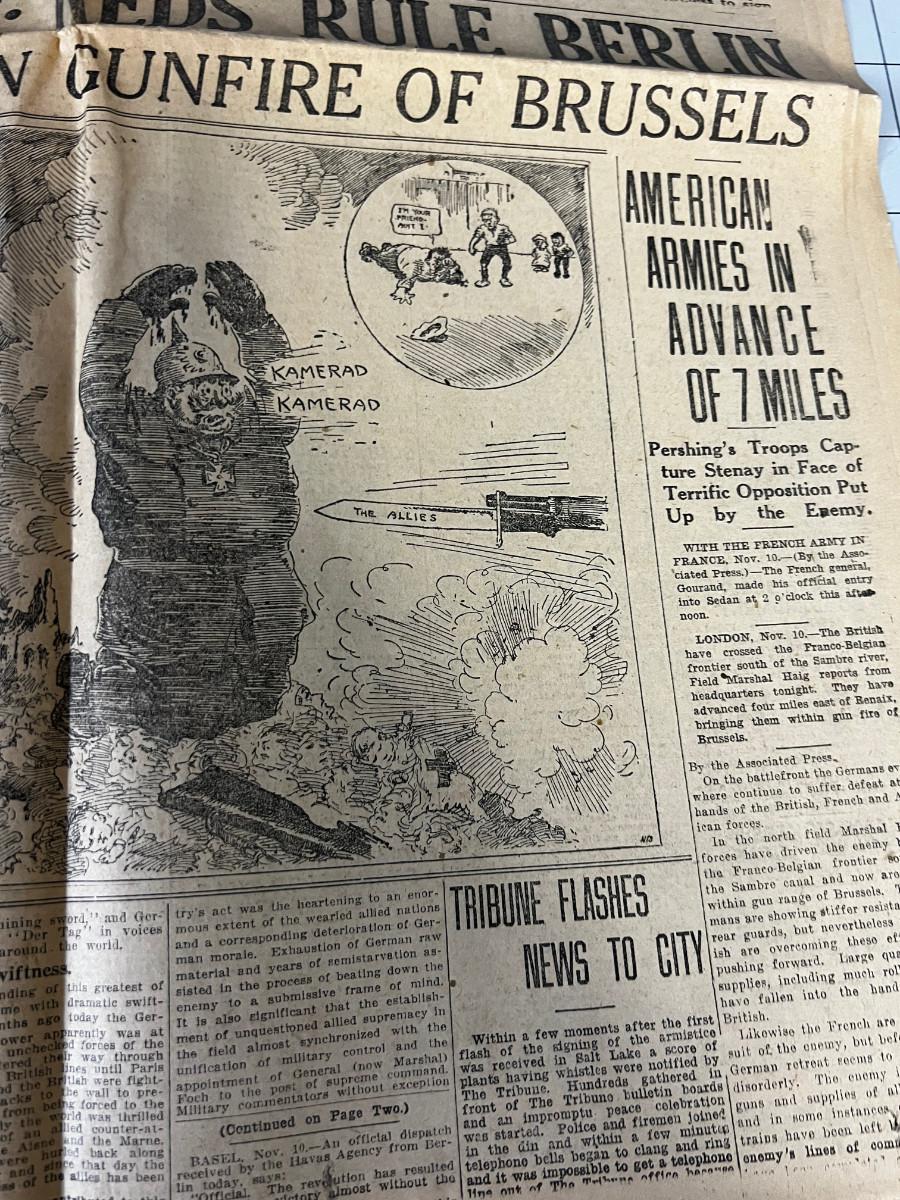 RULE BERLIN
GUNFIRE OF BRUSSELS
I'M YOUR
FRIEND-
AIN'T I-
KAMERAD
KAMERAD
THE ALLIES
AMERICAN
ARMIES IN
ADVANCE
OF 7 MILES
Pershing's Troops Cap-
ture Stenay in Face of
Terrific Opposition Put
Up by the Enemy.
WITH THE FRENCH ARMY IN
FRANCE, Nov. 10.—(By the Asso-
ciated Press.)—The French general,
Gouraud, made his official entry
into Sedan at 2 o'clock this after
noon.
LONDON, Nov. 10.—The British
have crossed the Franco-Belgian
frontier south of the Sambre river,
Field Marshal Haig reports from
headquarters tonight. They have
advanced four miles east of Renaix,
bringing them within gun fire of
Brussels.
By the Associated Press.
On the battlefront the Germans
where continue to suffer defeat at
hands of the British, French and
ican forces.
In the north field Marshal
forces have driven the enemy
the Franco-Belgian frontier
the Sambre canal and now
within gun range of Brussels.
mans are showing stiffer
rear guards, but nevertheless
ish are overcoming these
pushing forward. Large
supplies, including much
have fallen into the
British.
Likewise the French are
suit of the enemy, but
German retreat seems to
disorderly. The enemy
guns and supplies of
and in some instances
trains have been left
enemy's lines of
sword," and Ger-
"Der Tag" in voices
around the world.
this greatest of
me with dramatic swift-
ago today the Ger-
apparently was at
unchecked forces of the
their way through
lines until Paris
the British were fight-
to the wall to pre-
from being forced to the
world was thrilled
of an allied counter-at-
Aisne and the Marne.
were hurled back along
and since that day the
of the allies has been
try's act was the heartening to an enor-
mous extent of the wearied allied nations
and a corresponding deterioration of Ger-
man morale. Exhaustion of German raw
material and years of semistarvation as-
sisted in the process of beating down the
enemy to a submissive frame of mind.
It is also significant that the establish-
ment of unquestioned allied supremacy in
the field almost synchronized with the
unification of military control and the
appointment of General (now Marshal)
Foch to the post of supreme command.
Military commentators without exception
(Continued on Page Two.)
BASEL, Nov. 10.—An official dispatch
received by the Havas Agency from Ber-
lin today, says:
"Official. The revolution has resulted
almost without the
TRIBUNE FLASHES
NEWS TO CITY
Within a few moments after the first
flash of the signing of the armistice
was received in Salt Lake a score of
plants having whistles were notified by
The Tribune. Hundreds gathered in
front of The Tribune bulletin boards
and an impromptu peace celebration
was started. Police and firemen joined
in the din and within a few minutes
telephone bells began to clang and ring
and it was impossible to get a telephone
line out of The Tribune office because